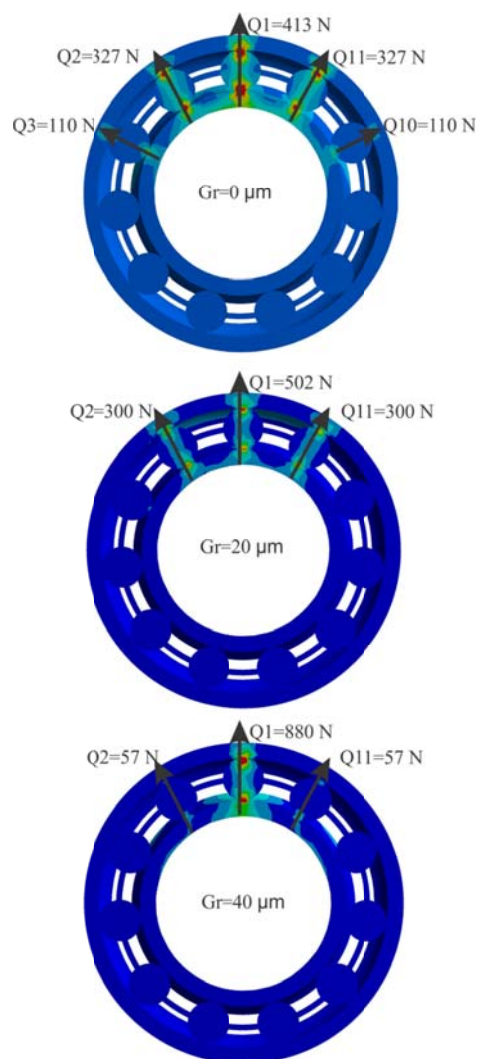 Q1=413 N
Q2=327 N
Q11=327 N
Q3=110 N
Q10=110 N
Gr=0 μm
Q1=502 N
Q2=300 N
Q11=300 N
Gr=20 μm
Q1=880 N
Q2=57 N
Q11=57 N
Gr=40 μm